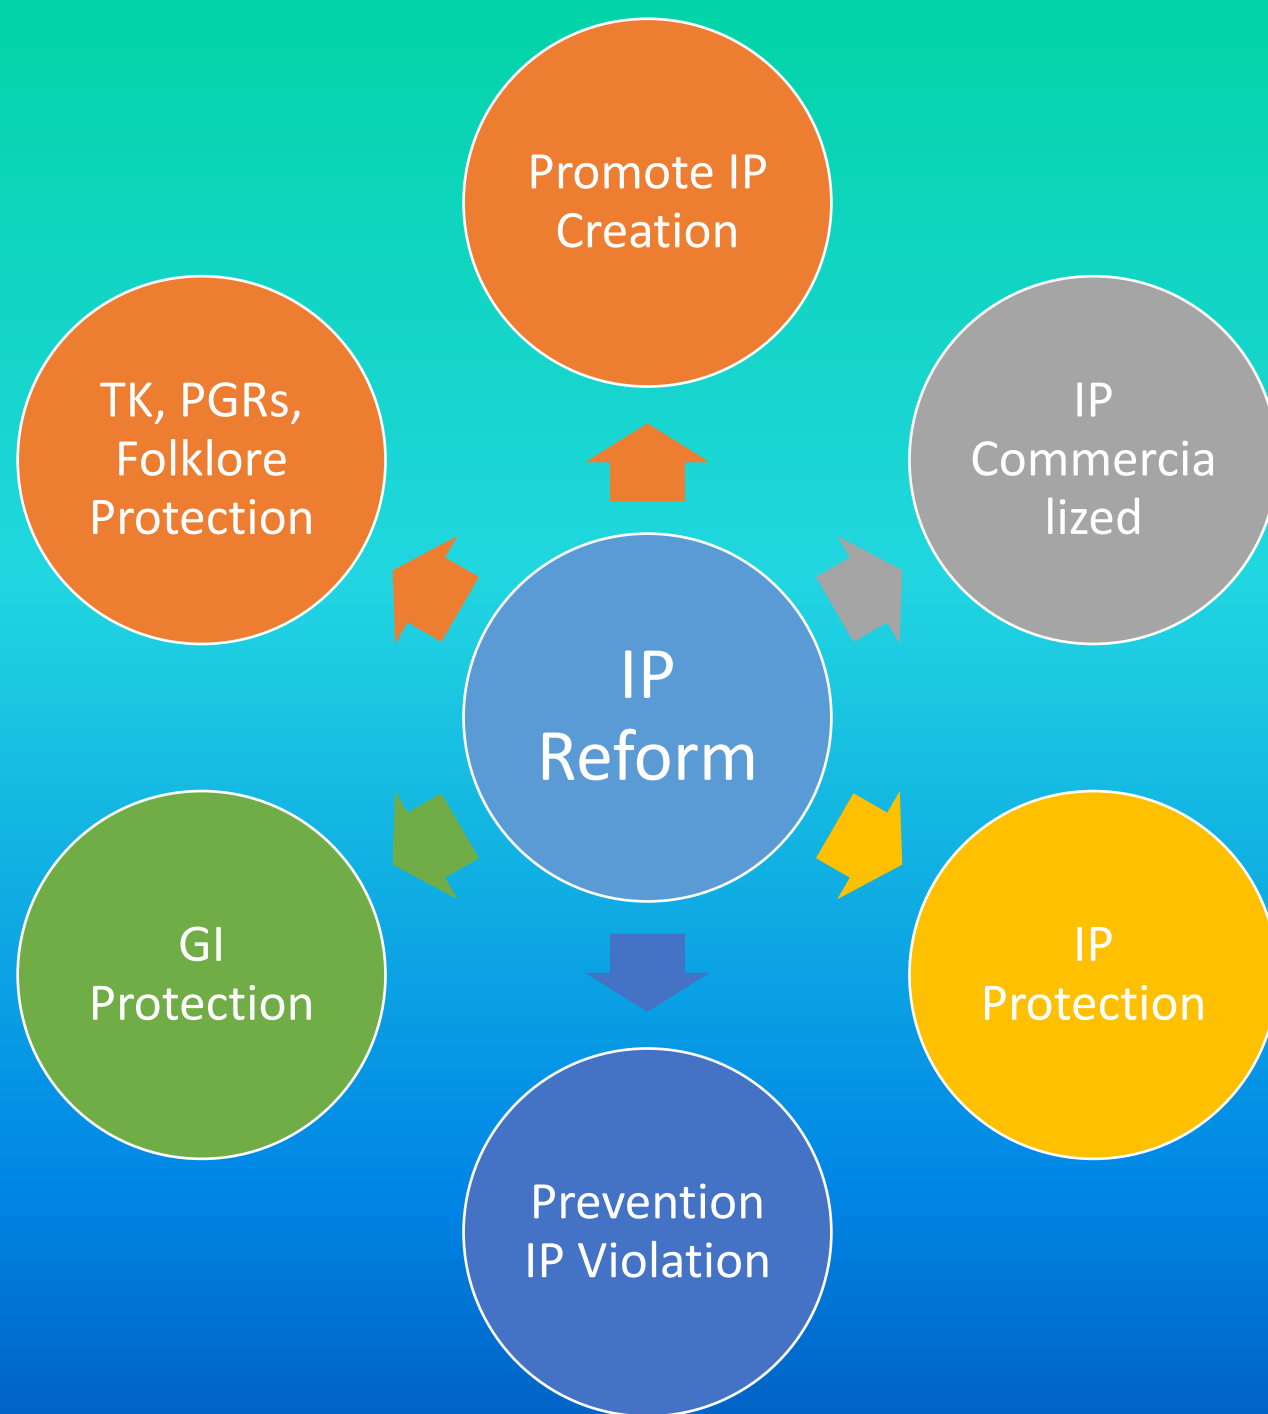 Promote IP
Creation
TK, PGRs,
Folklore
Protection
IP
Commercia
lized
IP
Reform
GI
Protection
IP
Protection
Prevention
IP Violation